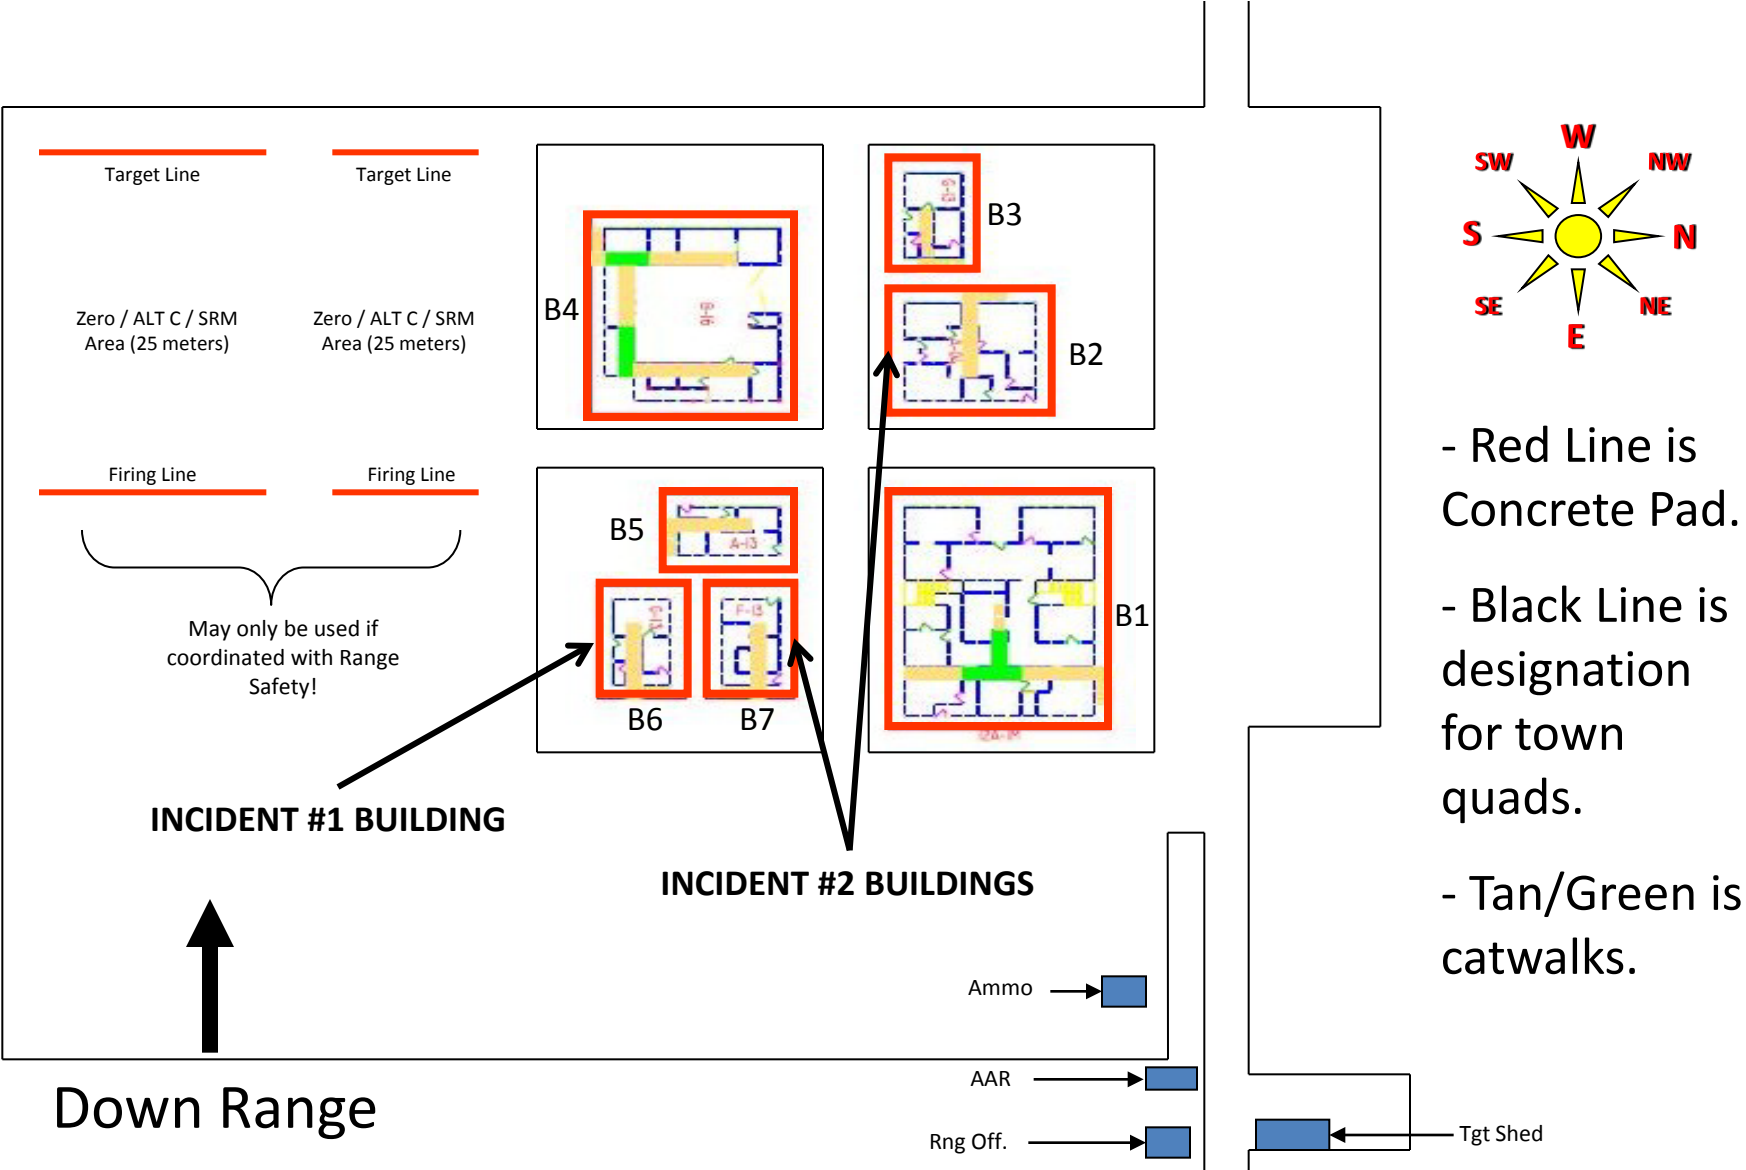 Target Line
Target Line
Zero / ALT C / SRM
Area (25 meters)
Zero / ALT C / SRM
Area (25 meters)
Firing Line
Firing Line
May only be used if
coordinated with Range
Safety!
B4
B3
B2
B5
A-13
F-13
B6
B7
B1
INCIDENT #1 BUILDING
INCIDENT #2 BUILDINGS
Down Range
Ammo
AAR
Rng Off.
Tgt Shed
W
SW
NW
S
N
SE
NE
E
- Red Line is
Concrete Pad.
- Black Line is
designation
for town
quads.
- Tan/Green is
catwalks.